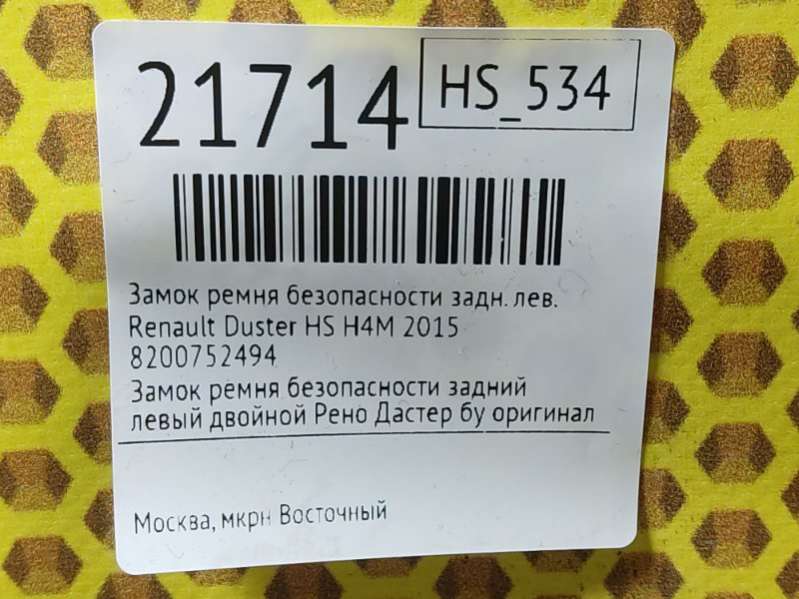 21714
HS_534
Замок ремня безопасности задн. лев.
Renault Duster HS H4M 2015
8200752494
Замок ремня безопасности задний
левый двойной Рено Дастер бу оригинал
Москва, мкрн Восточный